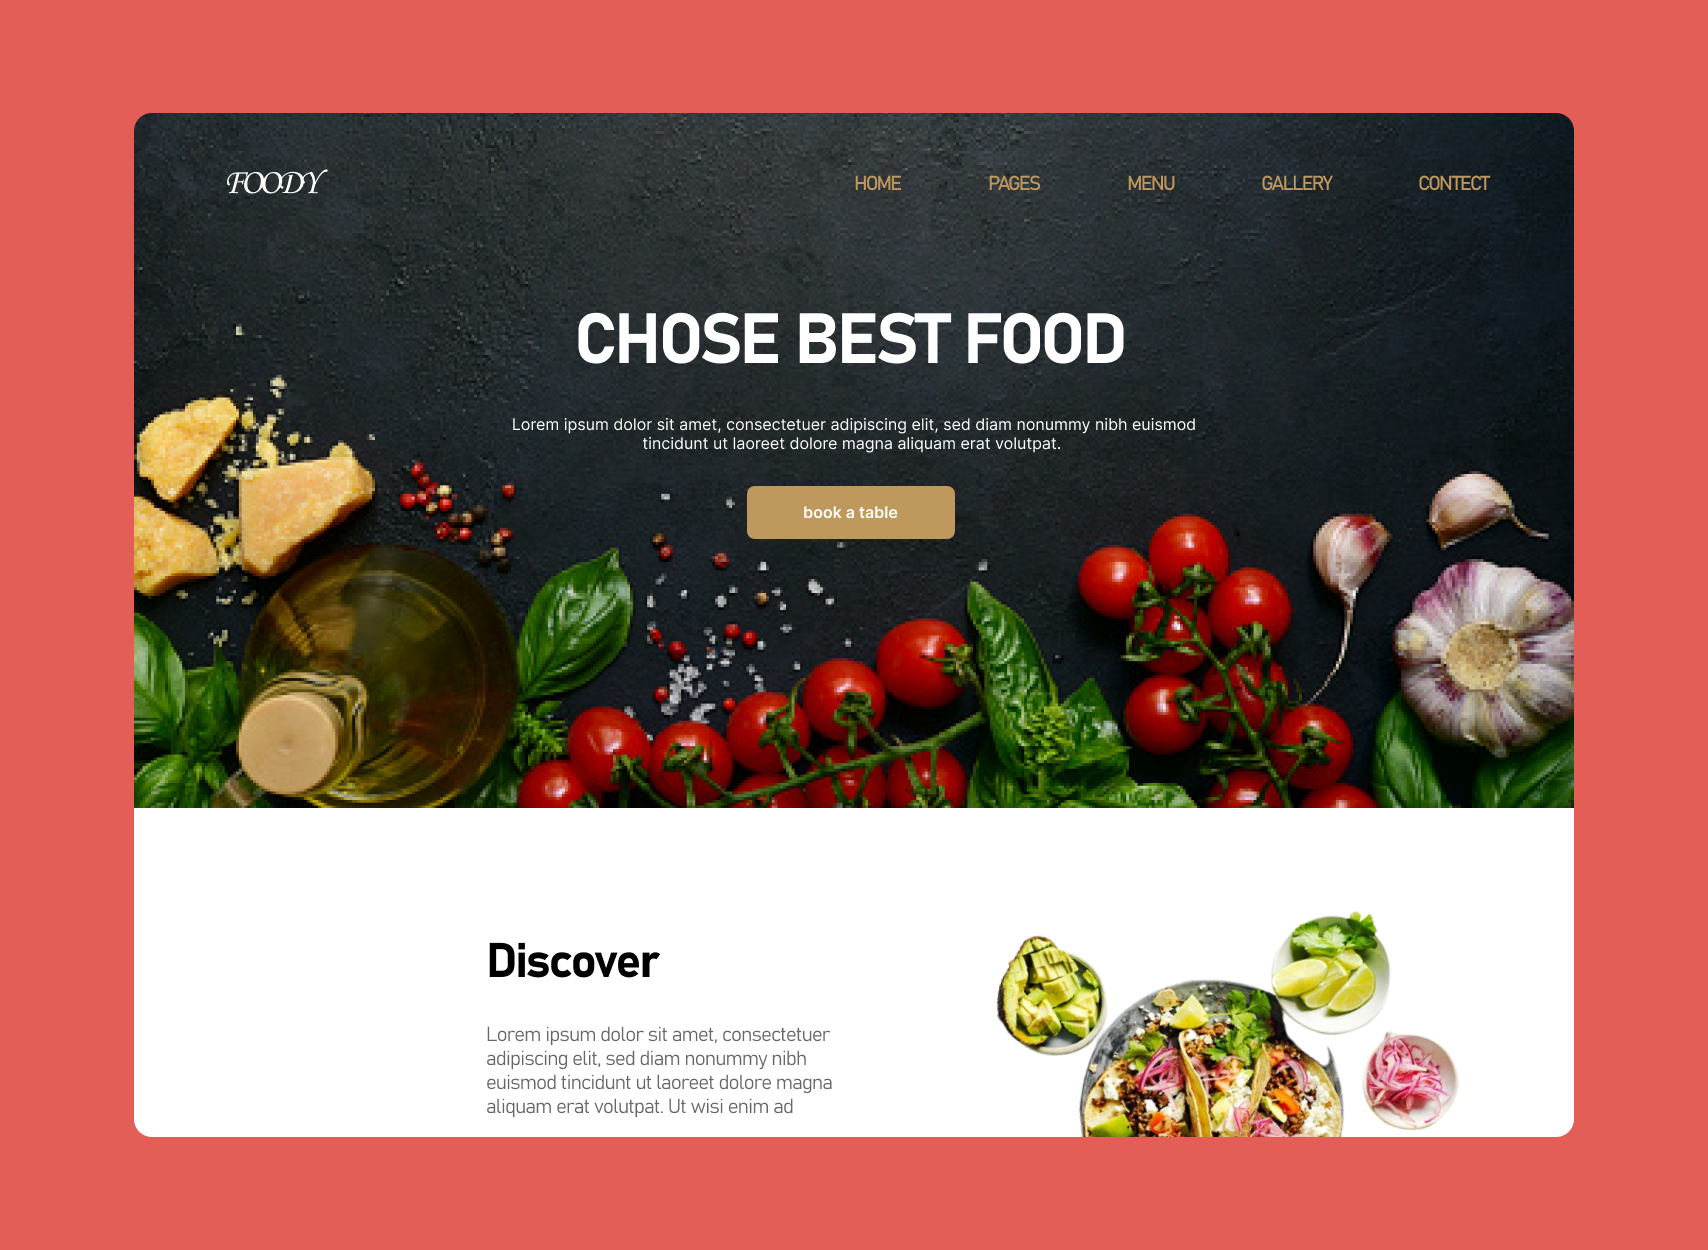 FOODY
HOME PAGES MENU GALLERY CONTECT
CHOSE BEST FOOD
Lorem ipsum dolor sit amet, consectetuer adipiscing elit, sed diam nonummy nibh euismod
tincidunt ut laoreet dolore magna aliquam erat volutpat.
book a table
Discover
Lorem ipsum dolor sit amet, consectetuer
adipiscing elit, sed diam nonummy nibh
euismod tincidunt ut laoreet dolore magna
aliquam erat volutpat. Ut wisi enim ad